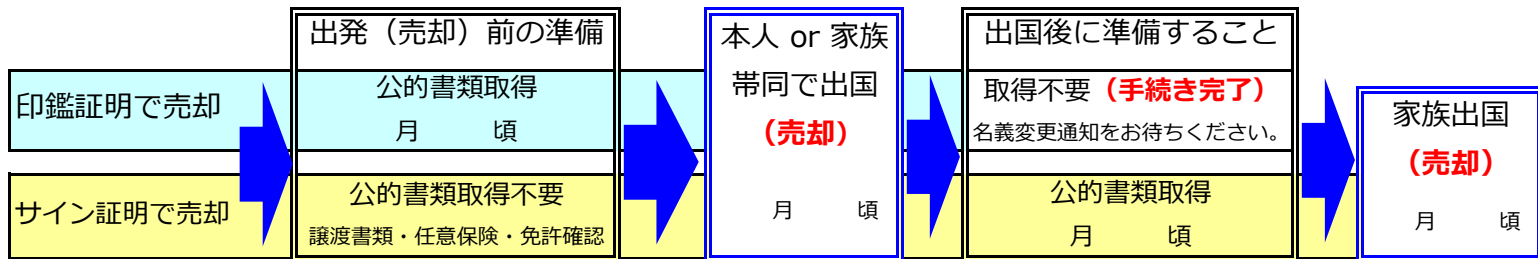 印鑑証明で売却
サイン証明で売却
出発（売却）前の準備
公的書類取得
月　　頃
公的書類取得不要
譲渡書類・任意保険・免許確認
本人 or 家族
帯同で出国
（売却）
月　　頃
出国後に準備すること
取得不要（手続き完了）
名義変更通知をお待ちください。
公的書類取得
月　　頃
家族出国
（売却）
月　　頃